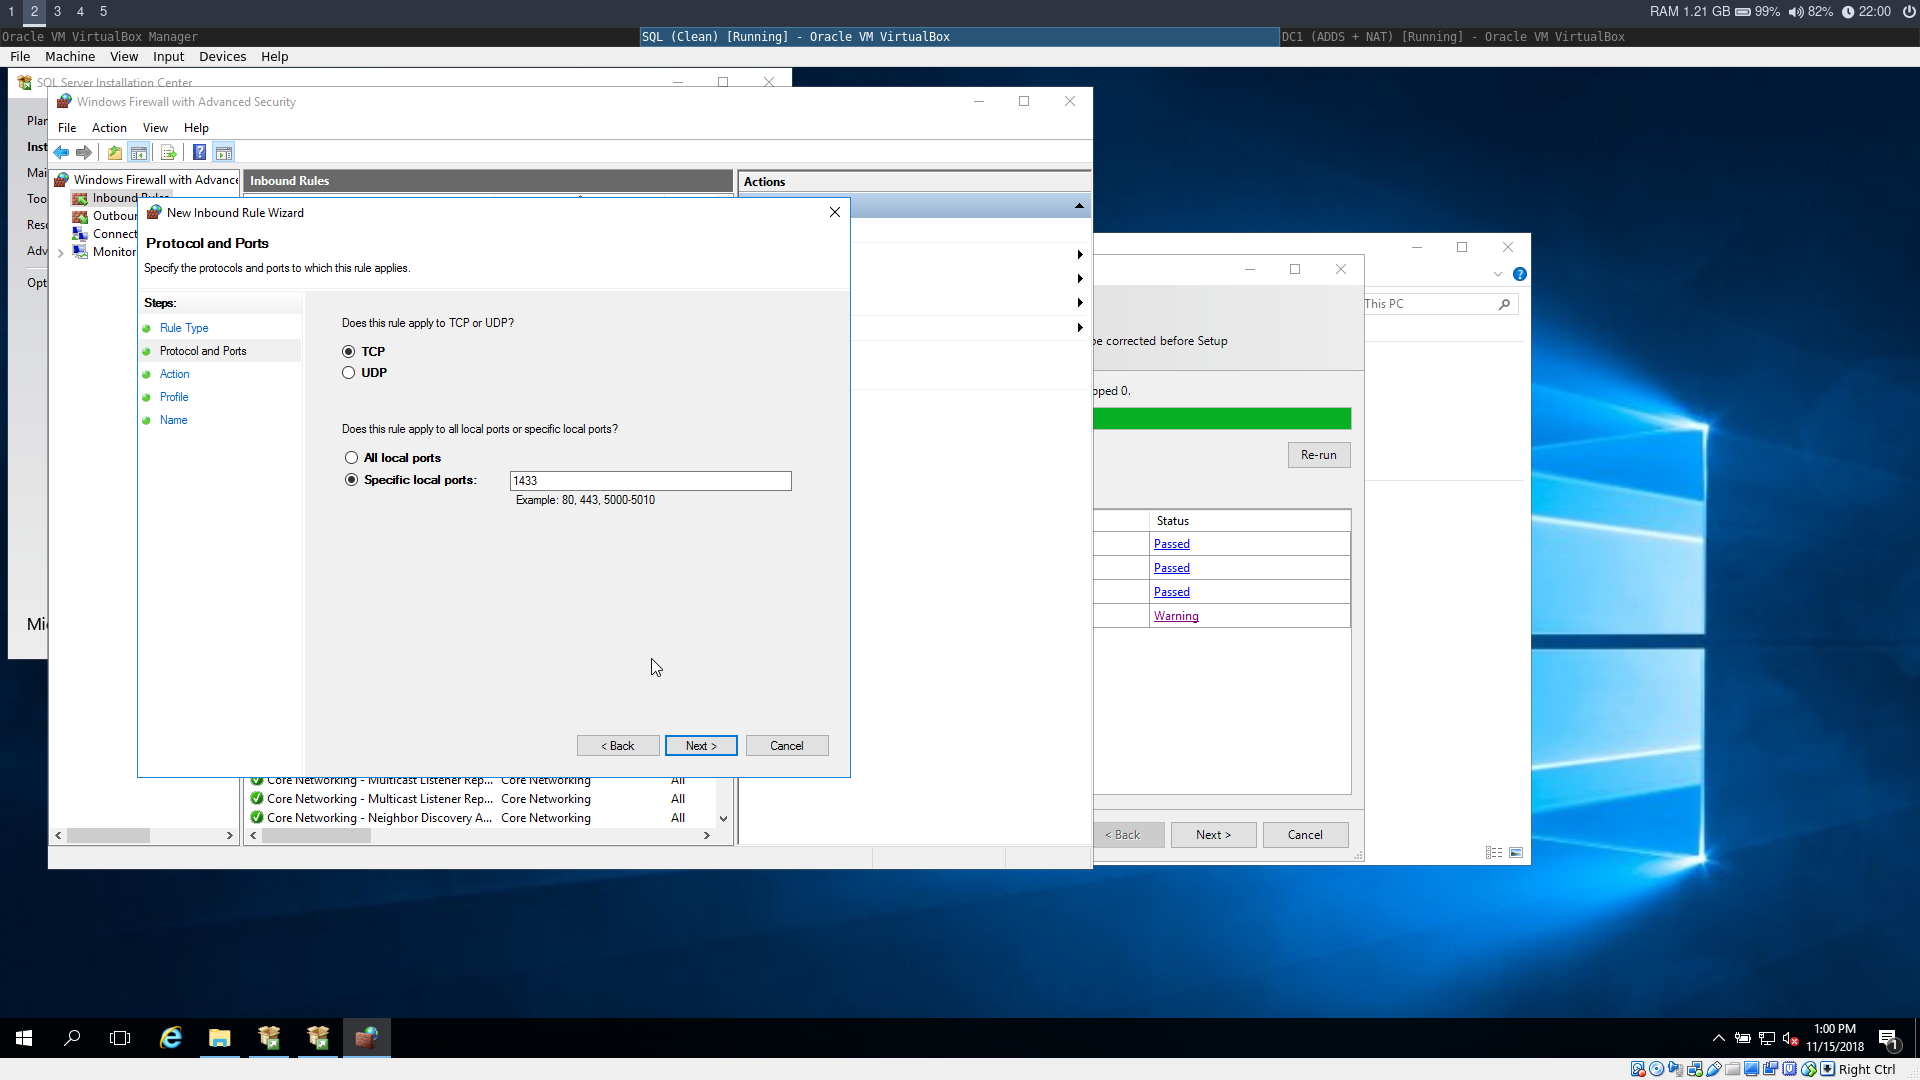 1 2 3 4 5
RAM 1.21 GB 99% 82% 22:00
Oracle VM VirtualBox Manager
SQL (Clean) [Running] - Oracle VM VirtualBox
DC1 (ADDS + NAT) [Running] - Oracle VM VirtualBox
File Machine View Input Devices Help
SQL Server Installation Center
Windows Firewall with Advanced Security
File Action View Help
Windows Firewall with Advance
Inbound Rules
Outbour
Connect
Monitor
Inbound Rules
Actions
New Inbound Rule Wizard
Protocol and Ports
Specify the protocols and ports to which this rule applies.
Steps:
Rule Type
Protocol and Ports
Action
Profile
Name
Does this rule apply to TCP or UDP?
TCP
UDP
Does this rule apply to all local ports or specific local ports?
All local ports
Specific local ports:
1433
Example: 80, 443, 5000-5010
< Back
Next >
Cancel
Core Networking - Multicast Listener Rep... Core Networking All
Core Networking - Multicast Listener Rep... Core Networking All
Core Networking - Neighbor Discovery A... Core Networking All
This PC
be corrected before Setup
pped 0.
Re-run
Status
Passed
Passed
Passed
Warning
< Back
Next >
Cancel
1:00 PM
11/15/2018
1
Right Ctrl